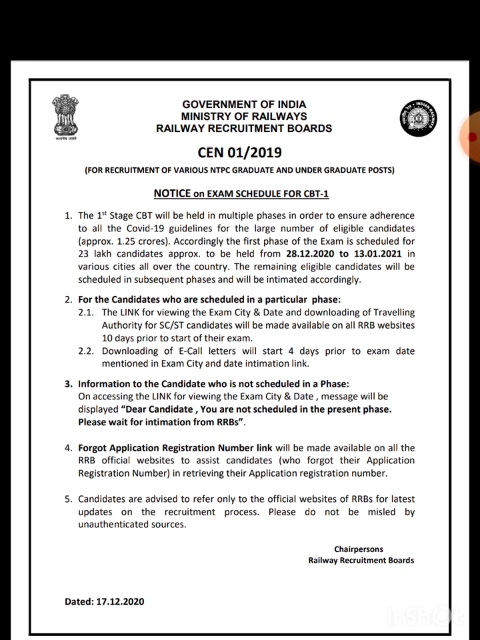 GOVERNMENT OF INDIA
MINISTRY OF RAILWAYS
RAILWAY RECRUITMENT BOARDS
CEN 01/2019
(FOR RECRUITMENT OF VARIOUS NTPC GRADUATE AND UNDER GRADUATE POSTS)
NOTICE on EXAM SCHEDULE FOR CBT-1
1. The 1st Stage CBT will be held in multiple phases in order to ensure adherence
to all the Covid-19 guidelines for the large number of eligible candidates
(approx. 1.25 crores). Accordingly the first phase of the Exam is scheduled for
23 lakh candidates approx. to be held from 28.12.2020 to 13.01.2021 in
various cities all over the country. The remaining eligible candidates will be
scheduled in subsequent phases and will be intimated accordingly.
2. For the Candidates who are scheduled in a particular phase:
2.1. The LINK for viewing the Exam City & Date and downloading of Travelling
Authority for SC/ST candidates will be made available on all RRB websites
10 days prior to start of their exam.
2.2. Downloading of E-Call letters will start 4 days prior to exam date
mentioned in Exam City and date intimation link.
3. Information to the Candidate who is not scheduled in a Phase:
On accessing the LINK for viewing the Exam City & Date , message will be
displayed "Dear Candidate , You are not scheduled in the present phase.
Please wait for intimation from RRBs".
4. Forgot Application Registration Number link will be made available on all the
RRB official websites to assist candidates (who forgot their Application
Registration Number) in retrieving their Application registration number.
5. Candidates are advised to refer only to the official websites of RRBs for latest
updates on the recruitment process. Please do not be misled by
unauthenticated sources.
Chairpersons
Railway Recruitment Boards
Dated: 17.12.2020